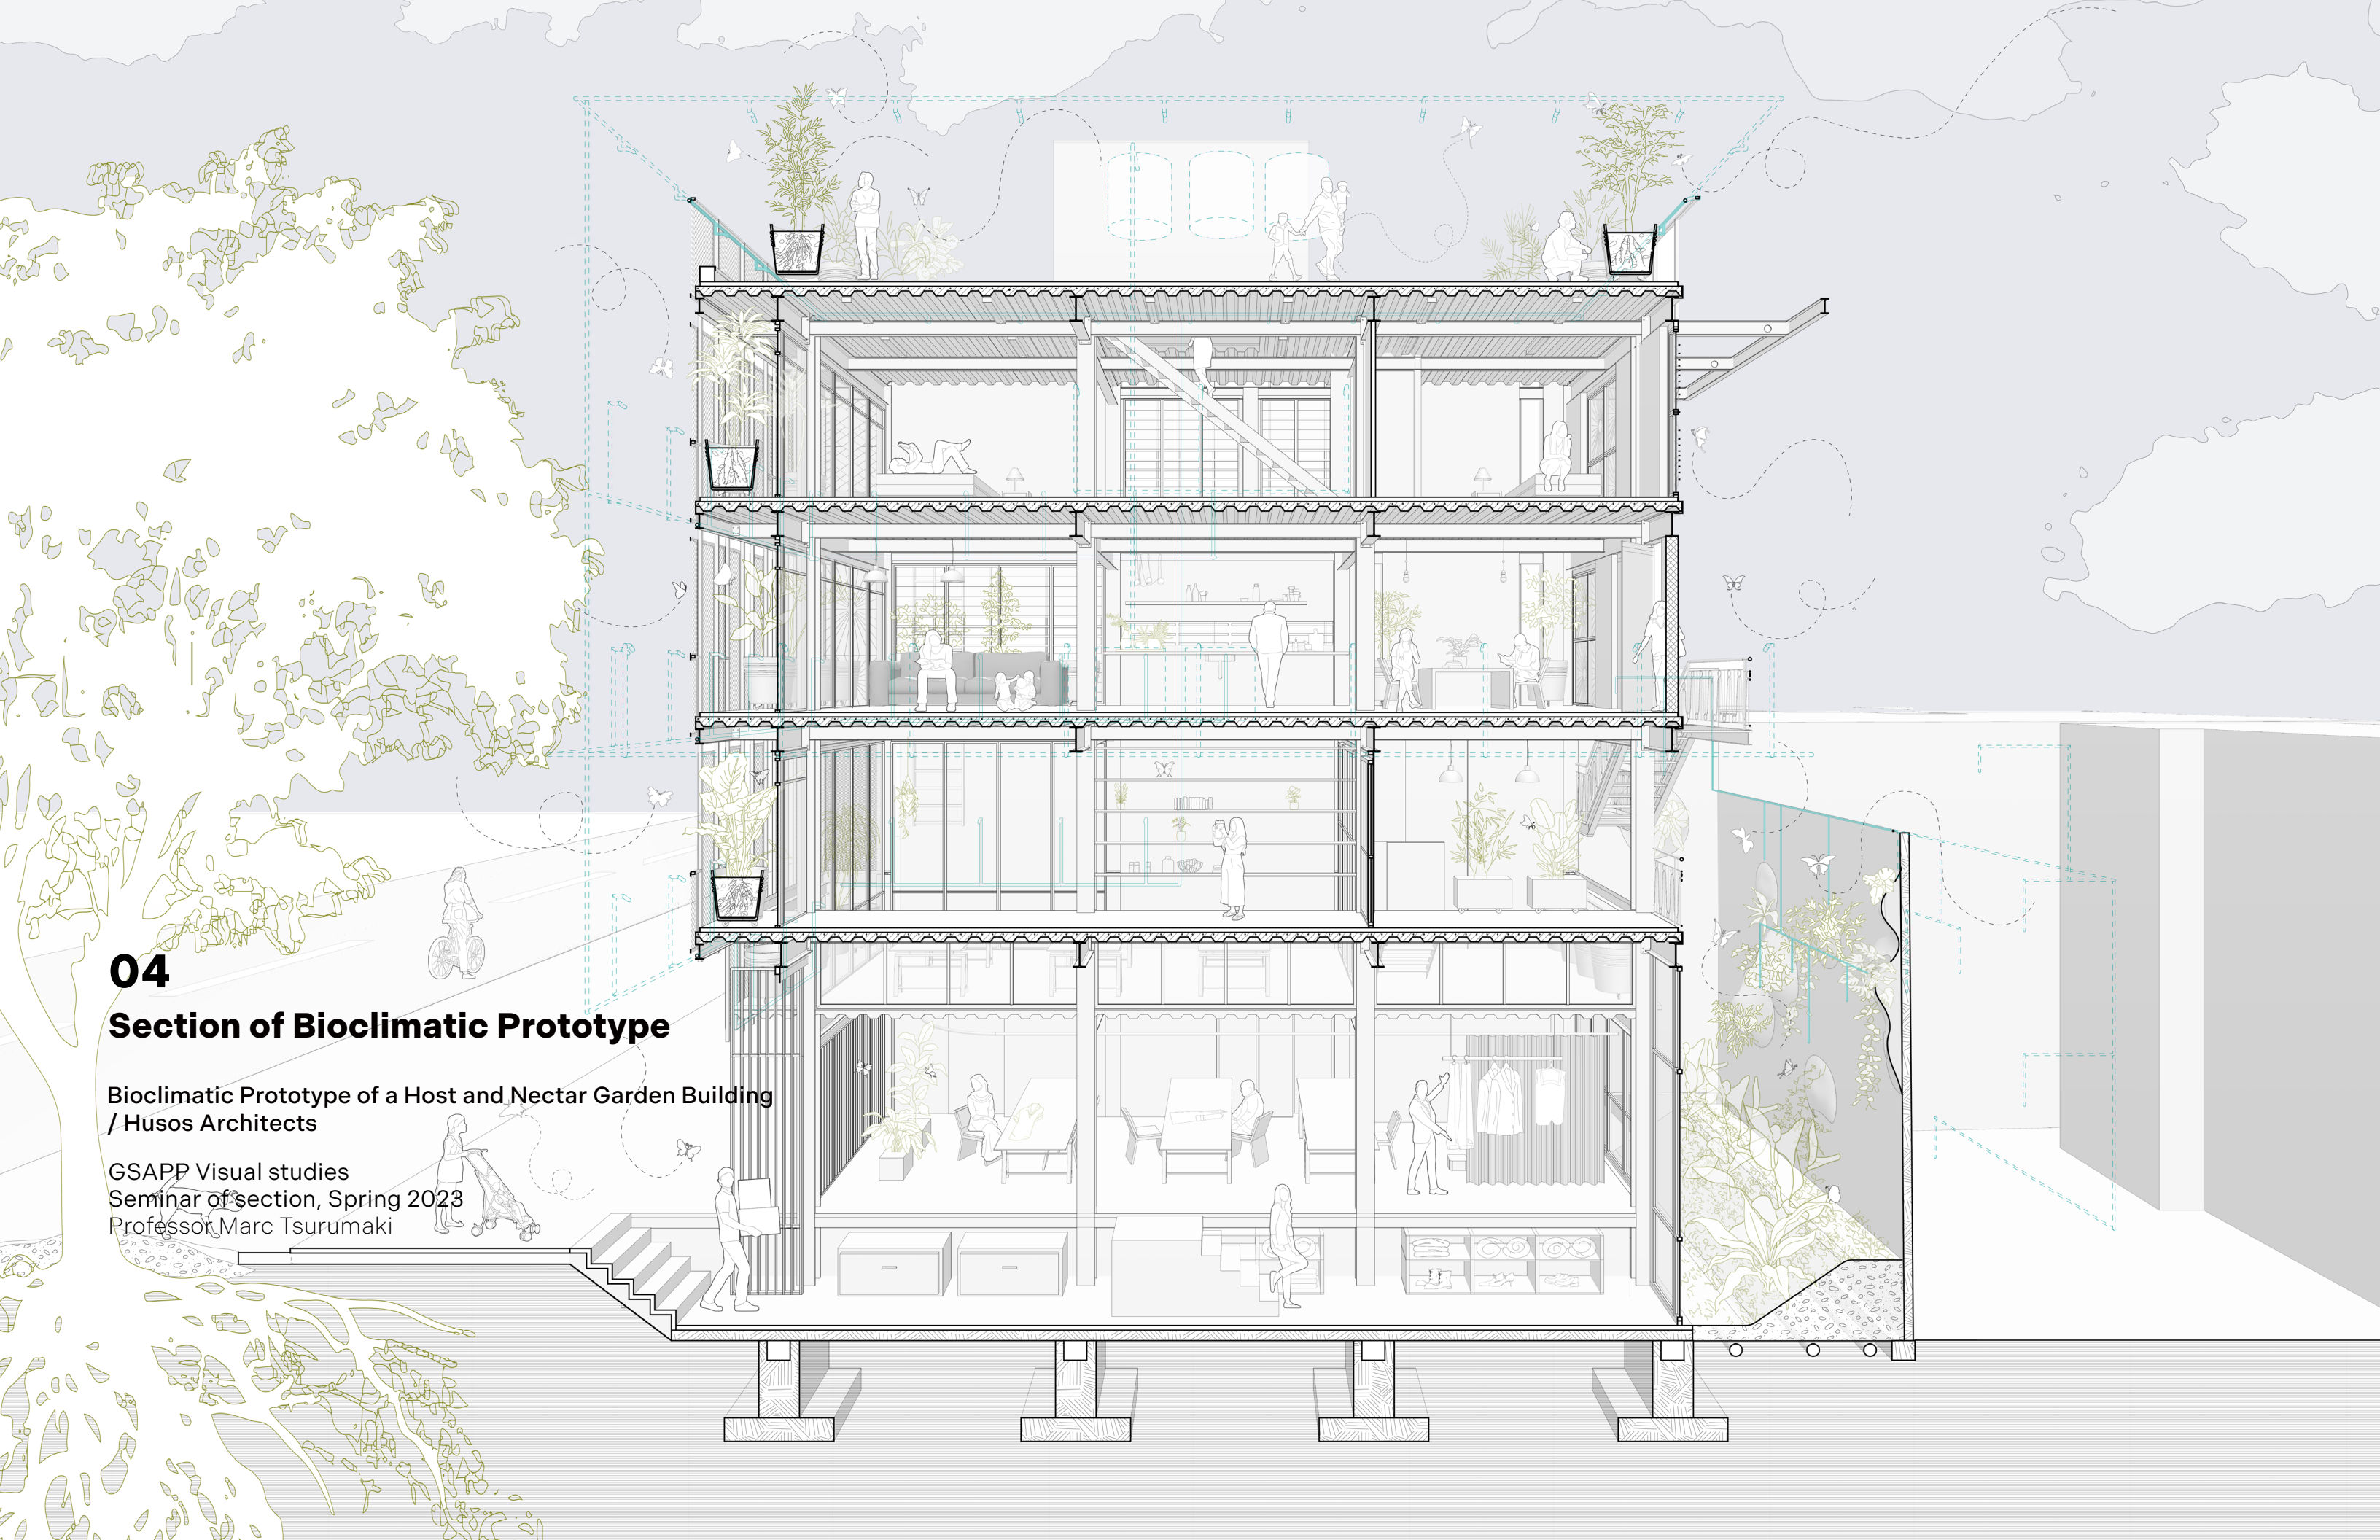 04
Section of Bioclimatic Prototype
Bioclimatic Prototype of a Host and Nectar Garden Building
/ Husos Architects
GSAPP Visual studies
Seminar of section, Spring 2023
Professor Marc Tsurumaki